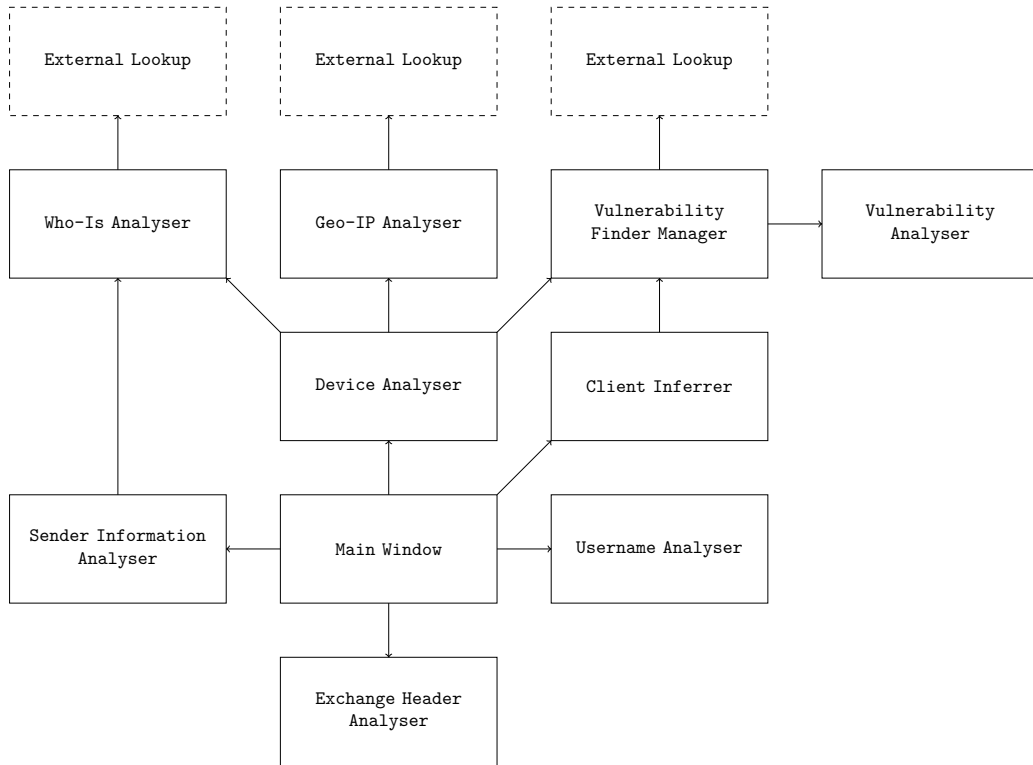 External Lookup
External Lookup
External Lookup
Who-Is Analyser
Geo-IP Analyser
Vulnerability
Finder Manager
Vulnerability
Analyser
Device Analyser
Client Inferrer
Sender Information
Analyser
Main Window
Username Analyser
Exchange Header
Analyser